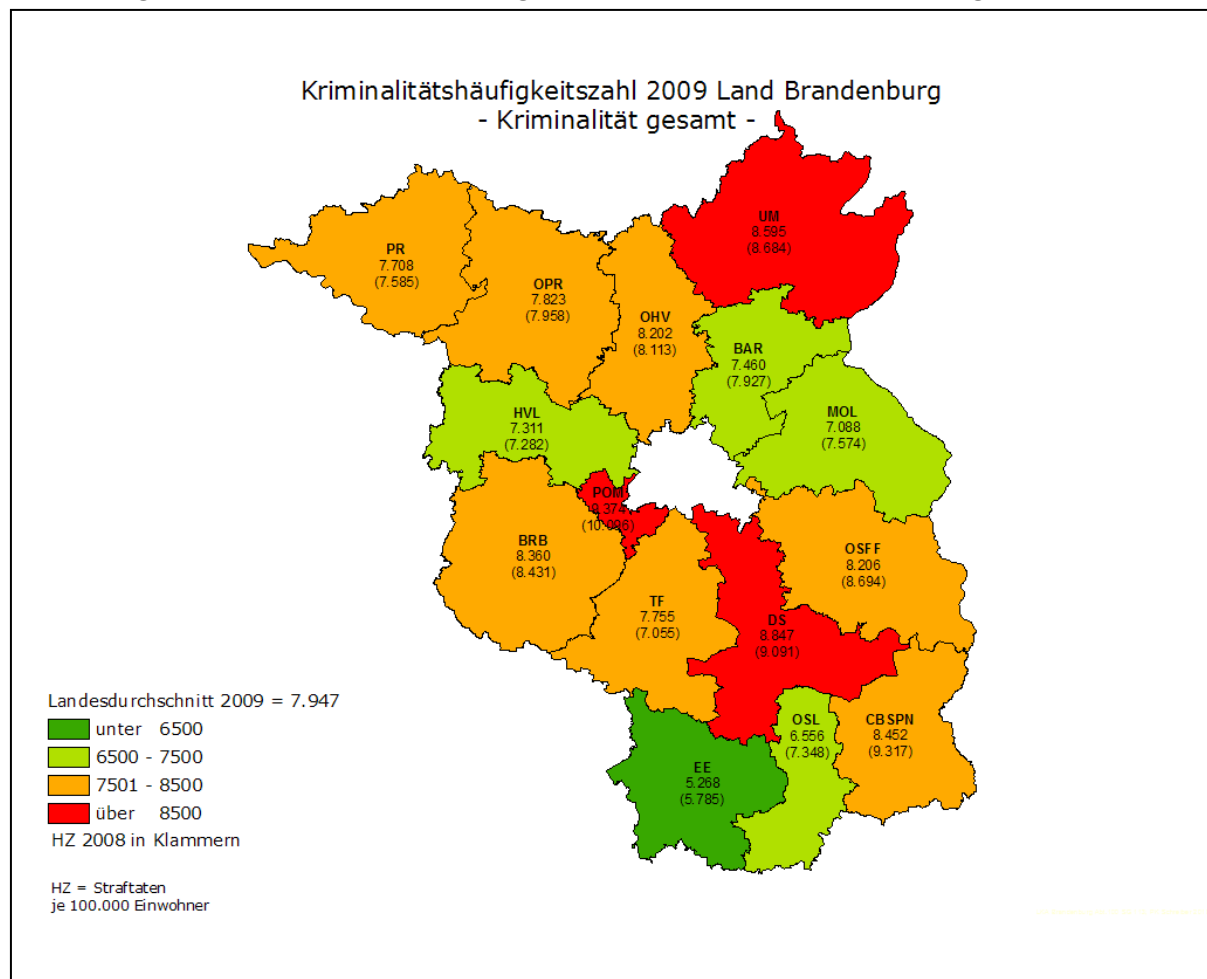 Kriminalitätshäufigkeitszahl 2009 Land Brandenburg
- Kriminalität gesamt -
UM
8.595
(8.684)
PR
7.708
(7.585)
OPR
7.823
(7.958)
OHV
8.202
(8.113)
BAR
7.460
(7.927)
HVL
7.311
(7.282)
MOL
7.088
(7.574)
POM
9.374
(10.096)
BRB
8.360
(8.431)
OSFF
8.206
(8.694)
TF
7.755
(7.055)
DS
8.847
(9.091)
Landesdurchschnitt 2009 = 7.947
unter 6500
6500 - 7500
7501 - 8500
über 8500
HZ 2008 in Klammern
OSL
6.556
(7.348)
CBSPN
8.452
(9.317)
EE
5.268
(5.785)
HZ = Straftaten
je 100.000 Einwohner